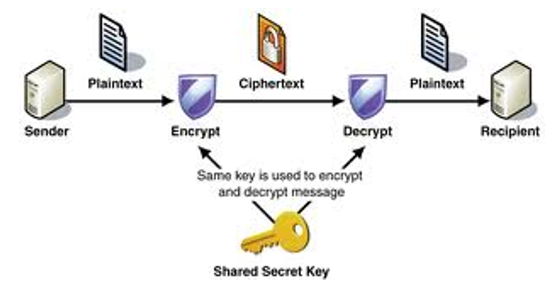 Plaintext
Ciphertext
Plaintext
Sender
Encrypt
Decrypt
Recipient
Same key is used to encrypt
and decrypt message
Shared Secret Key